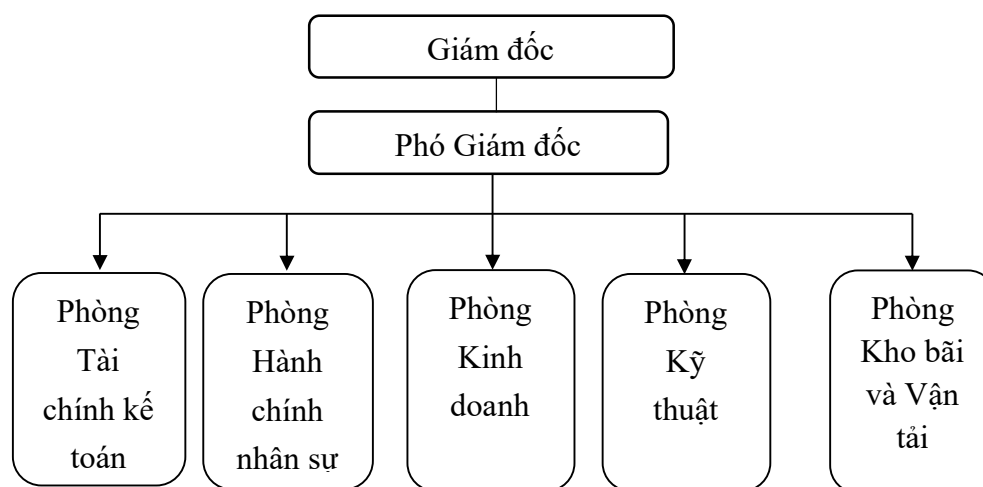 Giám đốc
Phó Giám đốc
Phòng
Tài
chính kế
toán
Phòng
Hành
chính
nhân sự
Phòng
Kinh
doanh
Phòng
Kỹ
thuật
Phòng
Kho bãi
và Vận
tải